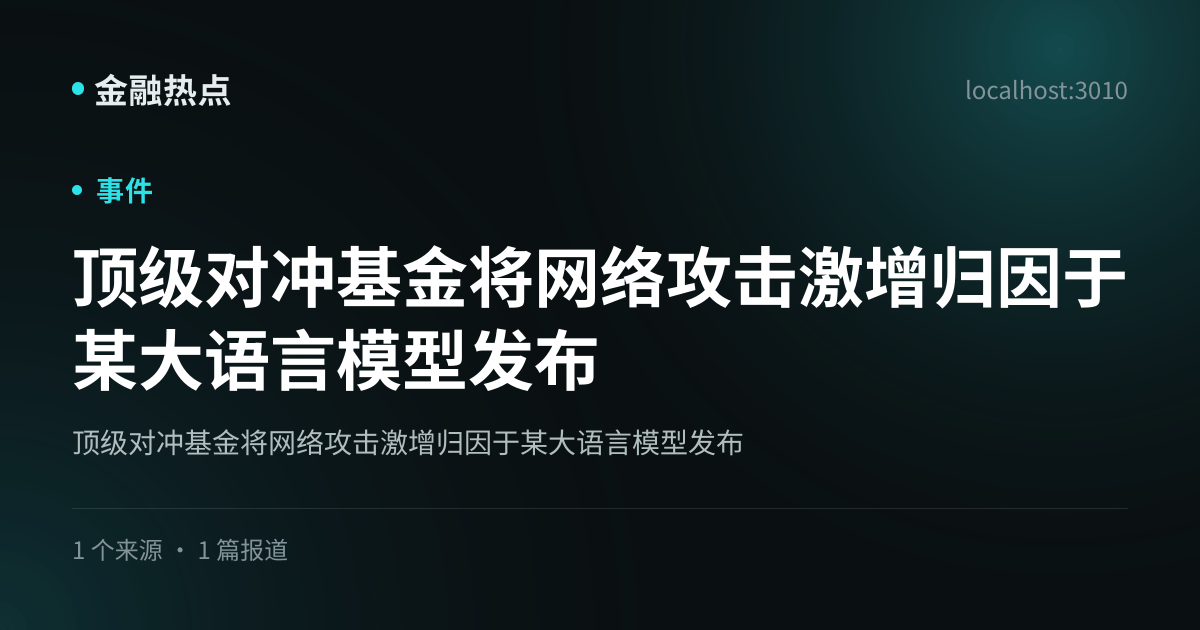 金融热点
localhost:3010
事件
顶级对冲基金将网络攻击激增归因于
某大语言模型发布
顶级对冲基金将网络攻击激增归因于某大语言模型发布
1 个来源 · 1 篇报道